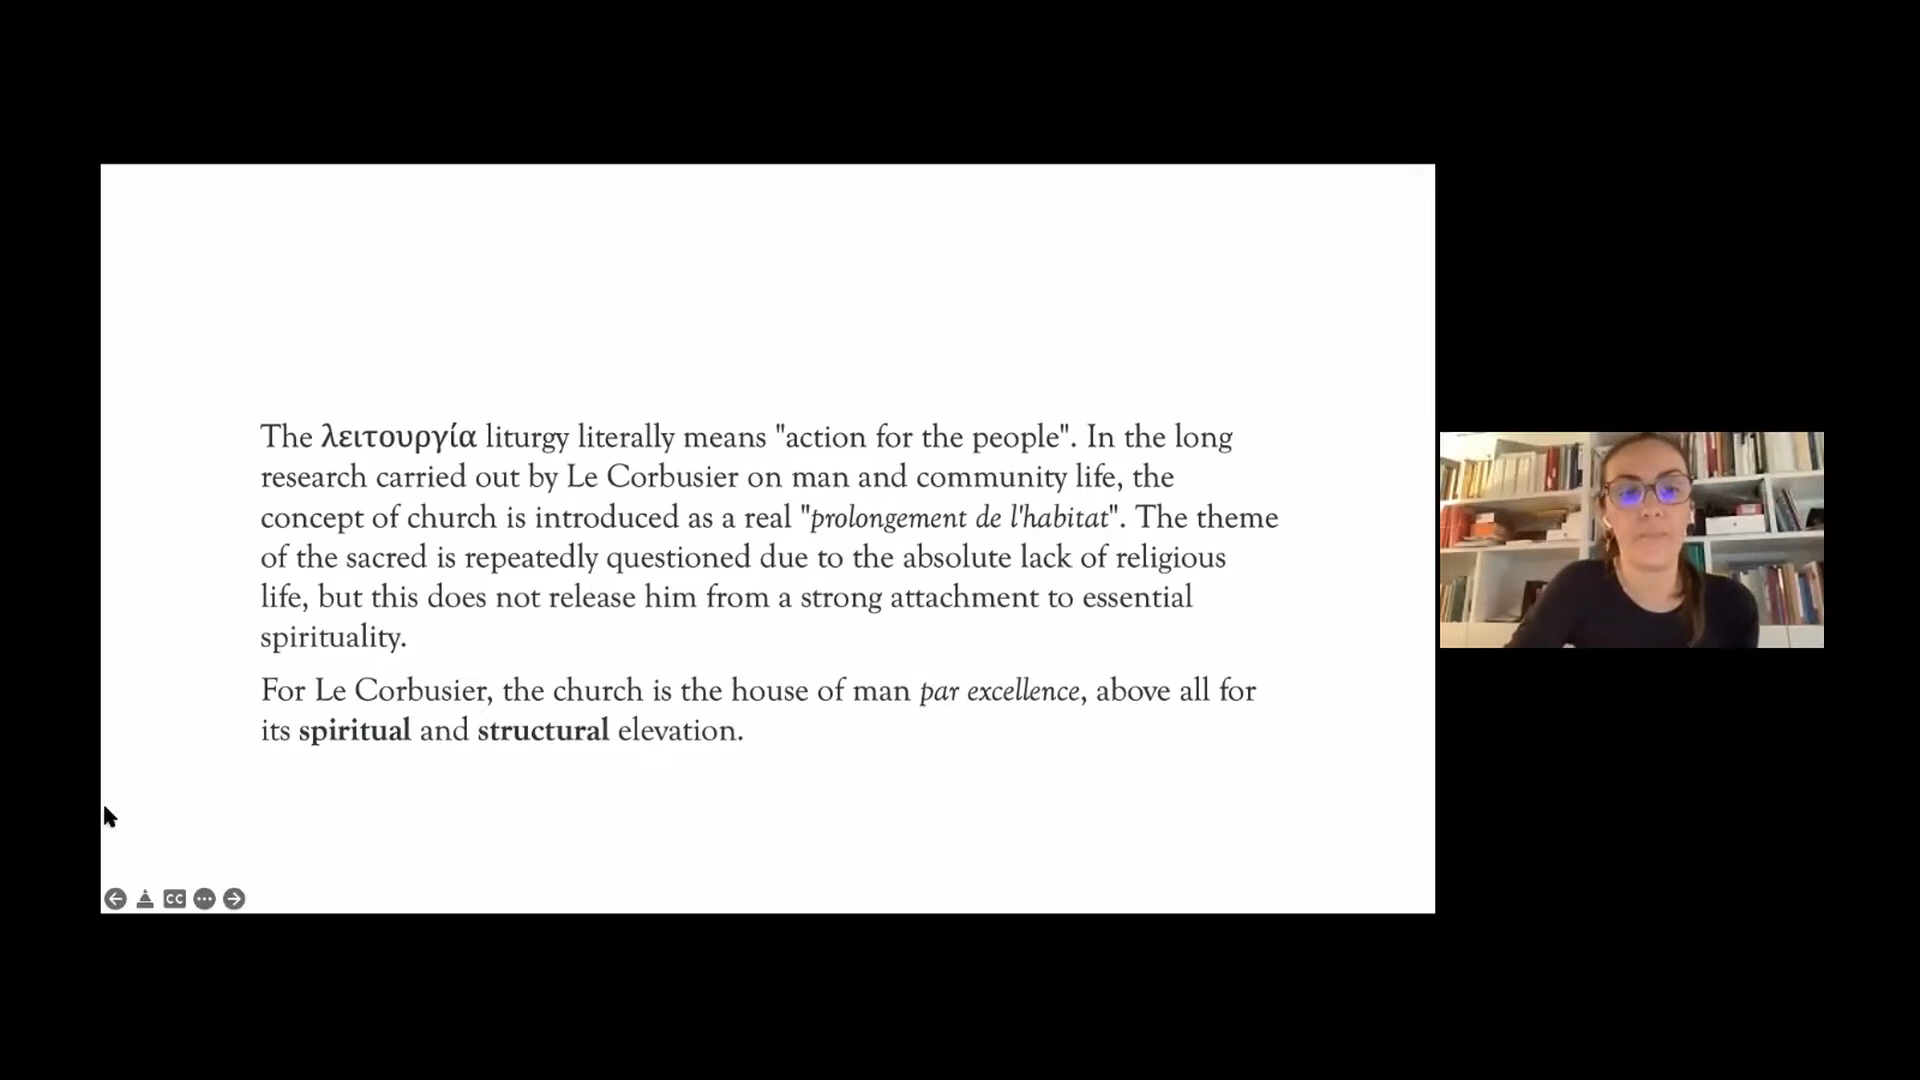 The λειτουργία liturgy literally means "action for the people". In the long
research carried out by Le Corbusier on man and community life, the
concept of church is introduced as a real "prolongement de l'habitat". The theme
of the sacred is repeatedly questioned due to the absolute lack of religious
life, but this does not release him from a strong attachment to essential
spirituality.
For Le Corbusier, the church is the house of man par excellence, above all for
its spiritual and structural elevation.
CC